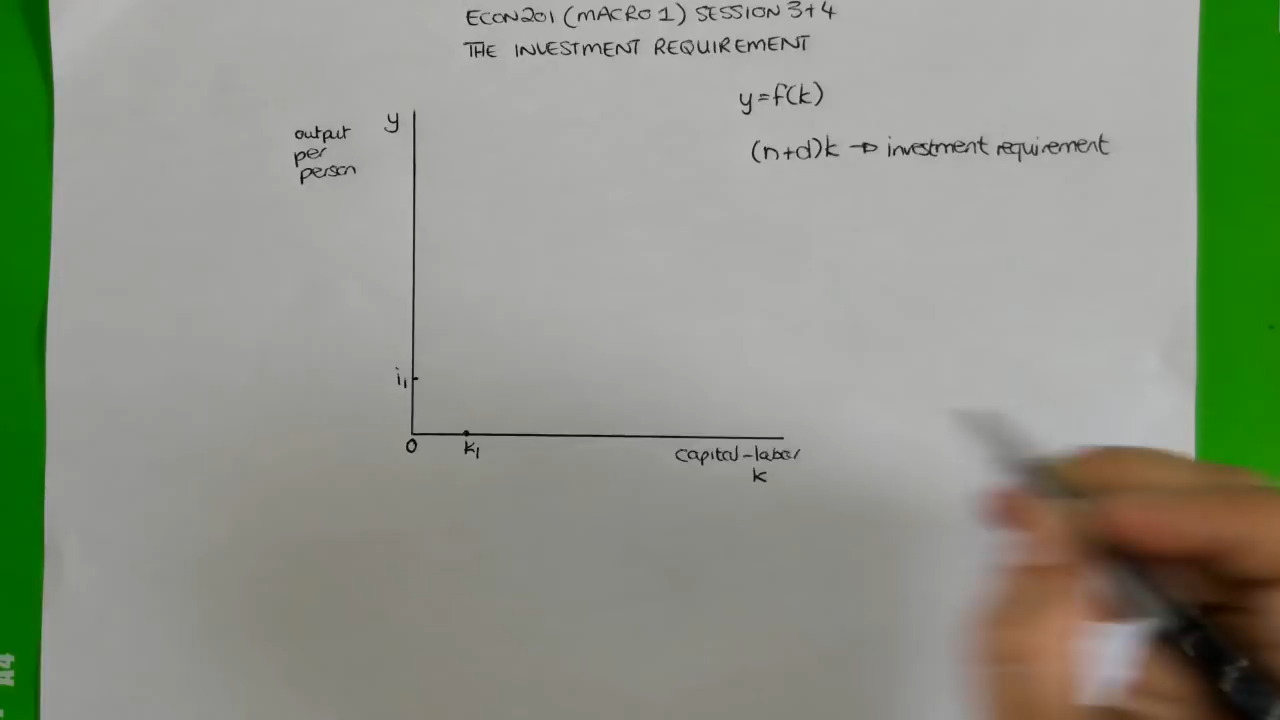 ECON201 (MACRO 1) SESSION 3+4
THE INVESTMENT REQUIREMENT
y=f(k)
(n+d)k → investment requirement
output
per
person
y
i₁
0
k₁
capital-labor
k
A4